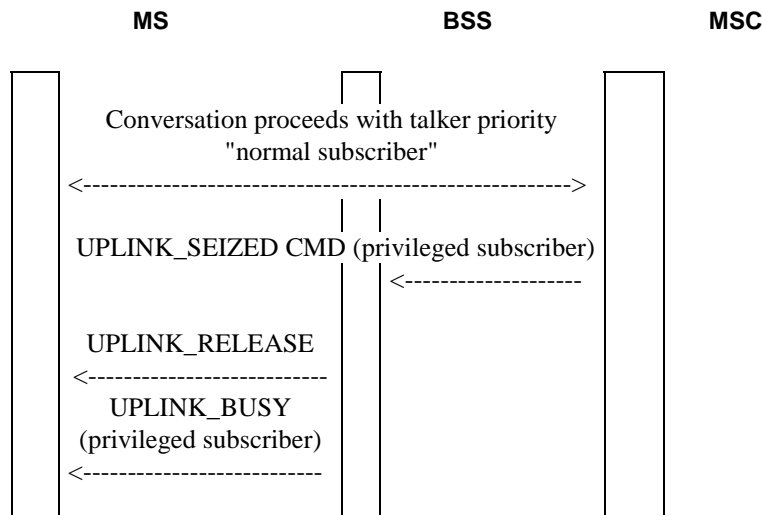 MS BSS MSC
Conversation proceeds with talker priority
"normal subscriber"
<------------------------------------------------------->
UPLINK_SEIZED CMD (privileged subscriber)
<--------------------
UPLINK_RELEASE
<---------------------------
UPLINK_BUSY
(privileged subscriber)
<---------------------------